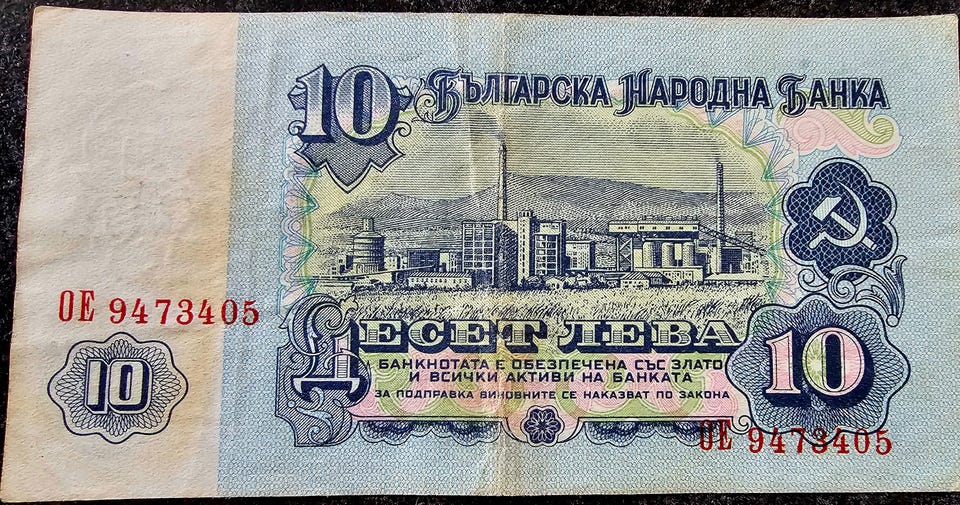 10 БЪЛГАРСКА НАРОДНА БАНКА
ОЕ 9473405
ДЕСЕТ ЛЕВА
БАНКНОТАТА Е ОБЕЗПЕЧЕНА СЪС ЗЛАТО
И ВСИЧКИ АКТИВИ НА БАНКАТА
ЗА ПОДПРАВКА ВИНОВНИТЕ СЕ НАКАЗВАТ ПО ЗАКОНА
10
10
ОЕ 9473405